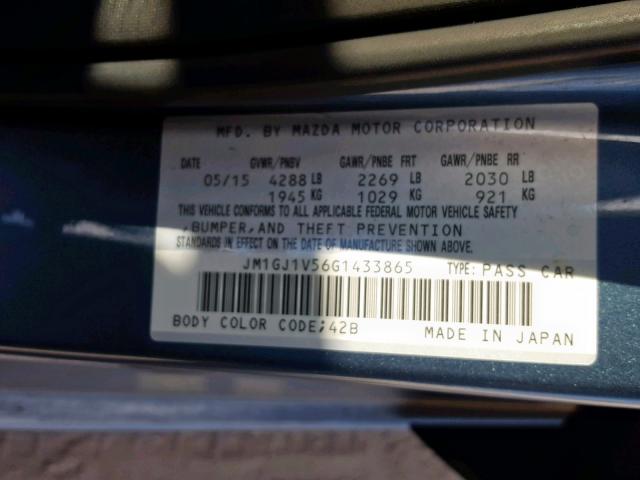 MFD. BY MAZDA MOTOR CORPORATION
DATE GVWR/PNBV GAWR/PNBE FRT GAWR/PNBE RR
05/15 4288 LB 2269 LB 2030 LB
1945 KG 1029 KG 921 KG
THIS VEHICLE CONFORMS TO ALL APPLICABLE FEDERAL MOTOR VEHICLE SAFETY
,BUMPER,AND THEFT PREVENTION
STANDARDS IN EFFECT ON THE DATE OF MANUFACTURE SHOWN ABOVE.
JM1GJ1V56G1433865 TYPE: PASS CAR
BODY COLOR CODE;42B MADE IN JAPAN